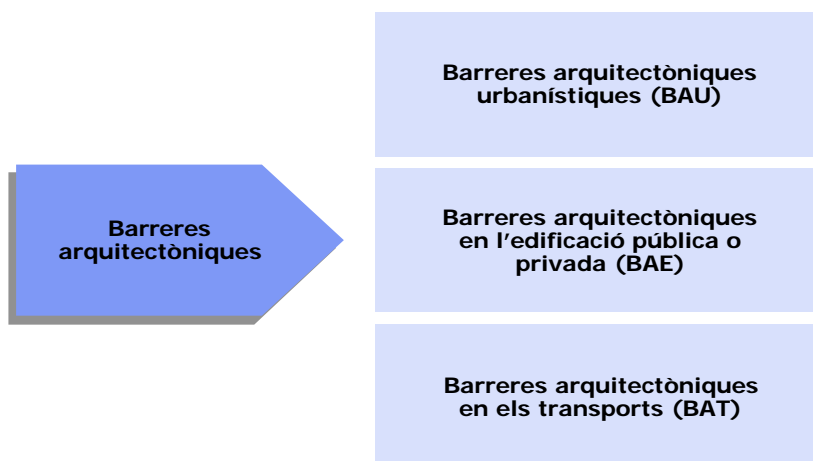 Barreres arquitectòniques
urbanístiques (BAU)
Barreres
arquitectòniques
Barreres arquitectòniques
en l'edificació pública o
privada (BAE)
Barreres arquitectòniques
en els transports (BAT)